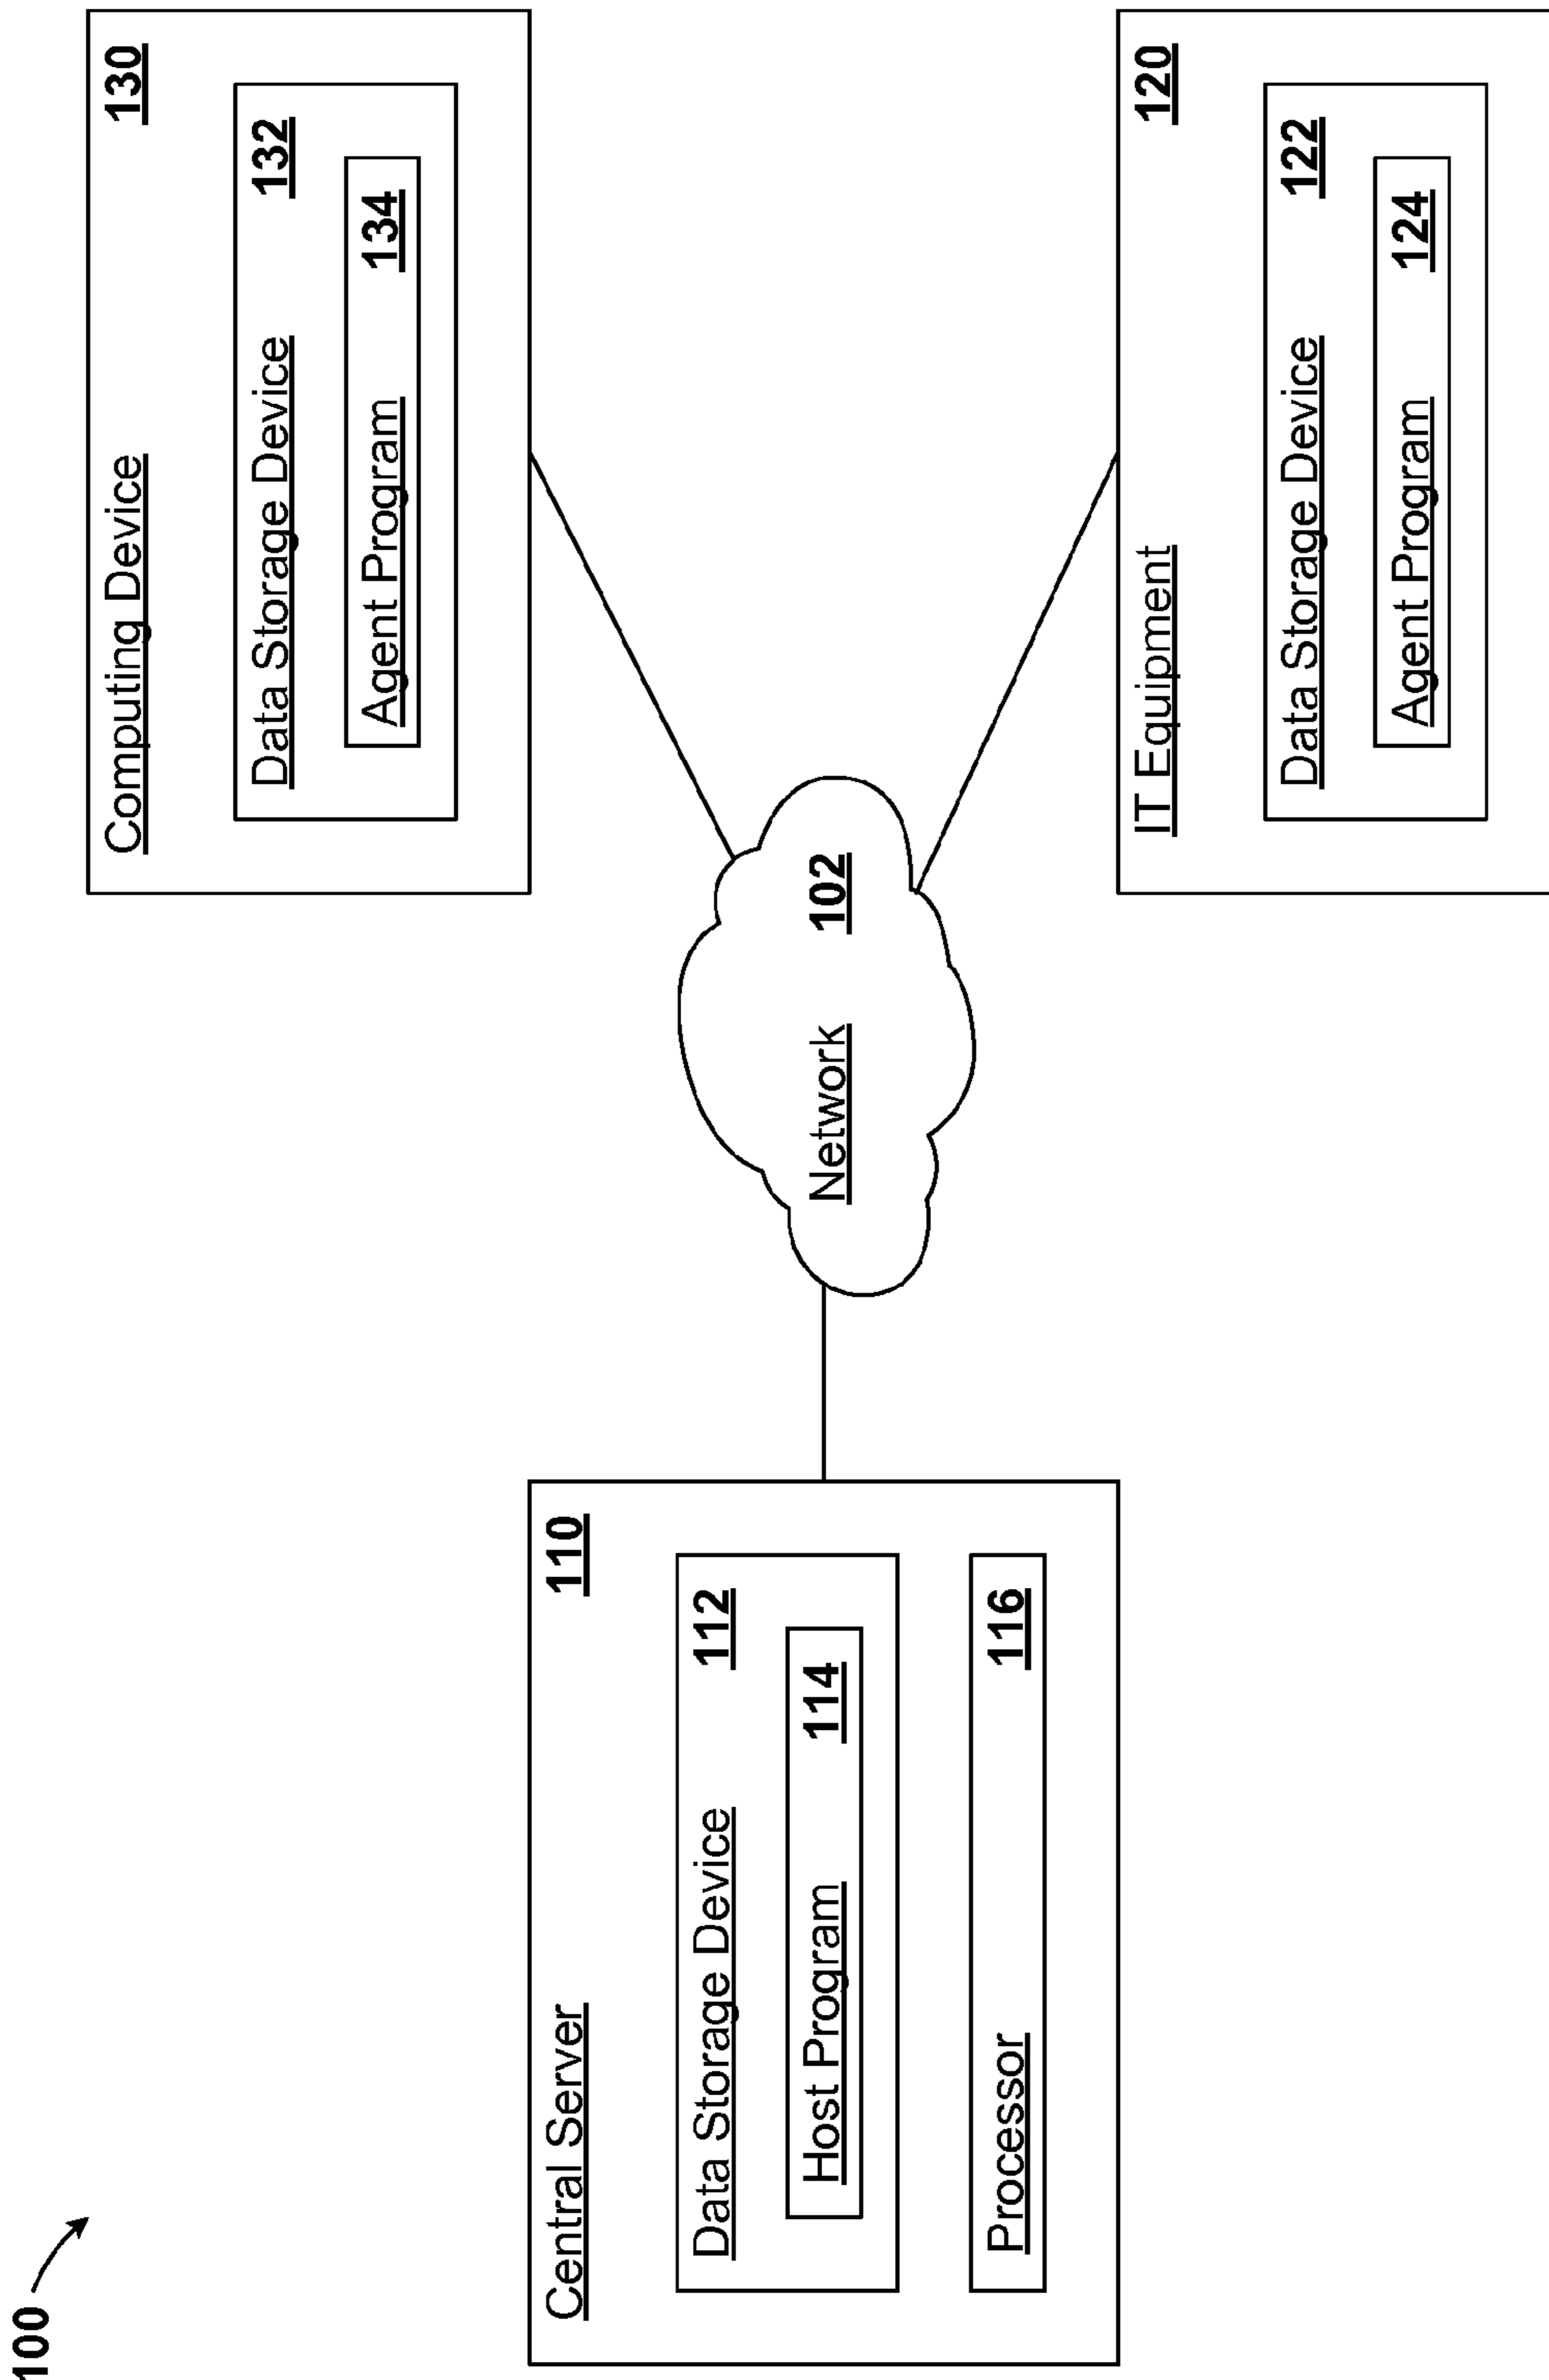 100
Central Server 110
Data Storage Device 112
Host Program 114
Processor 116
Network 102
Computing Device 130
Data Storage Device 132
Agent Program 134
IT Equipment 120
Data Storage Device 122
Agent Program 124